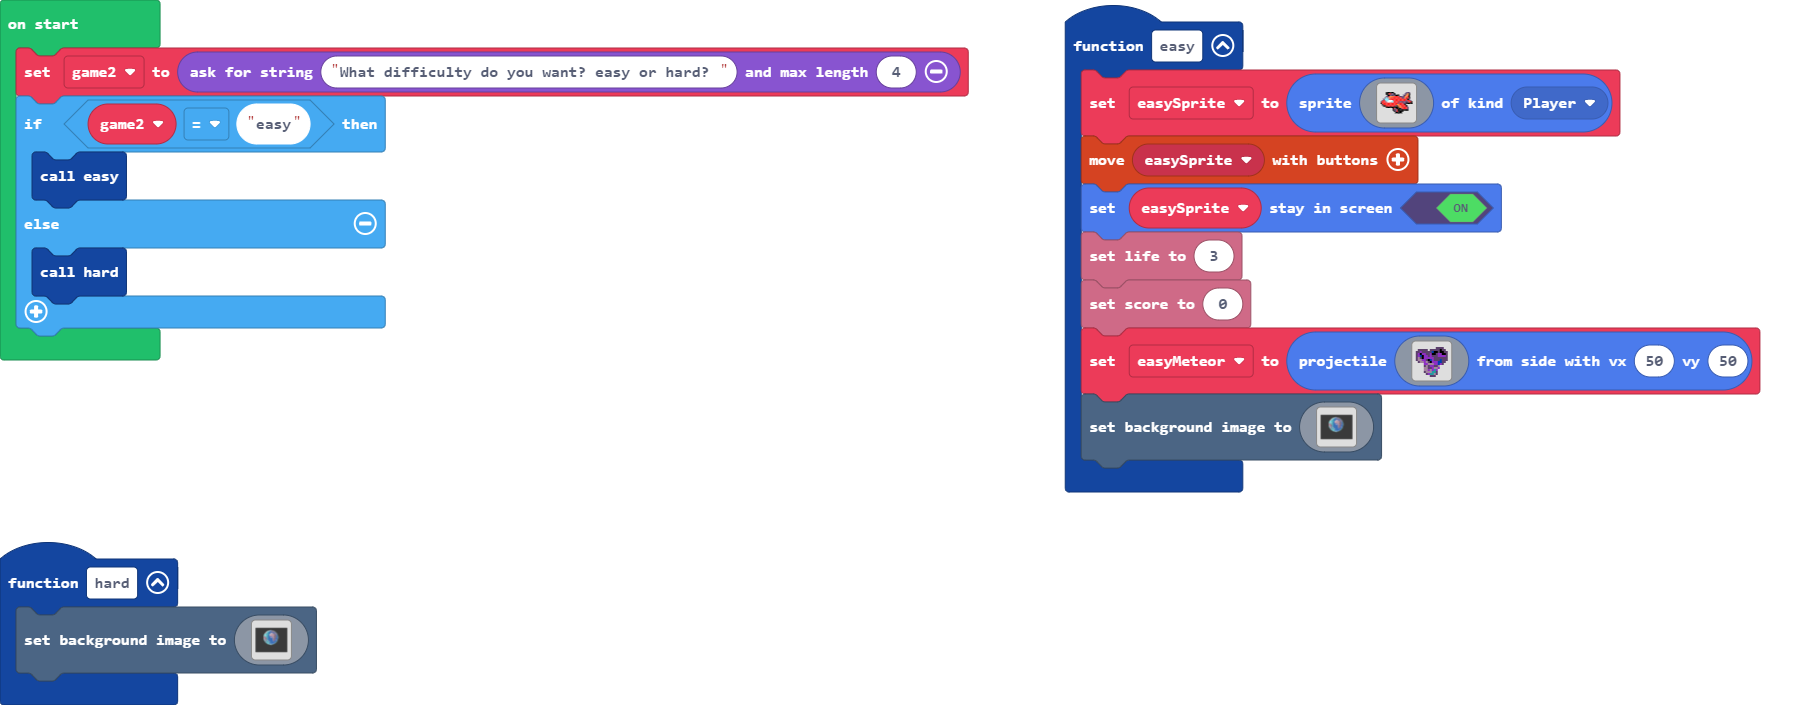 on start
set game2 to ask for string "What difficulty do you want? easy or hard? " and max length 4
if game2 = "easy" then
call easy
else
call hard
function easy
set easySprite to sprite of kind Player
move easySprite with buttons
set easySprite stay in screen ON
set life to 3
set score to 0
set easyMeteor to projectile from side with vx 50 vy 50
set background image to
function hard
set background image to